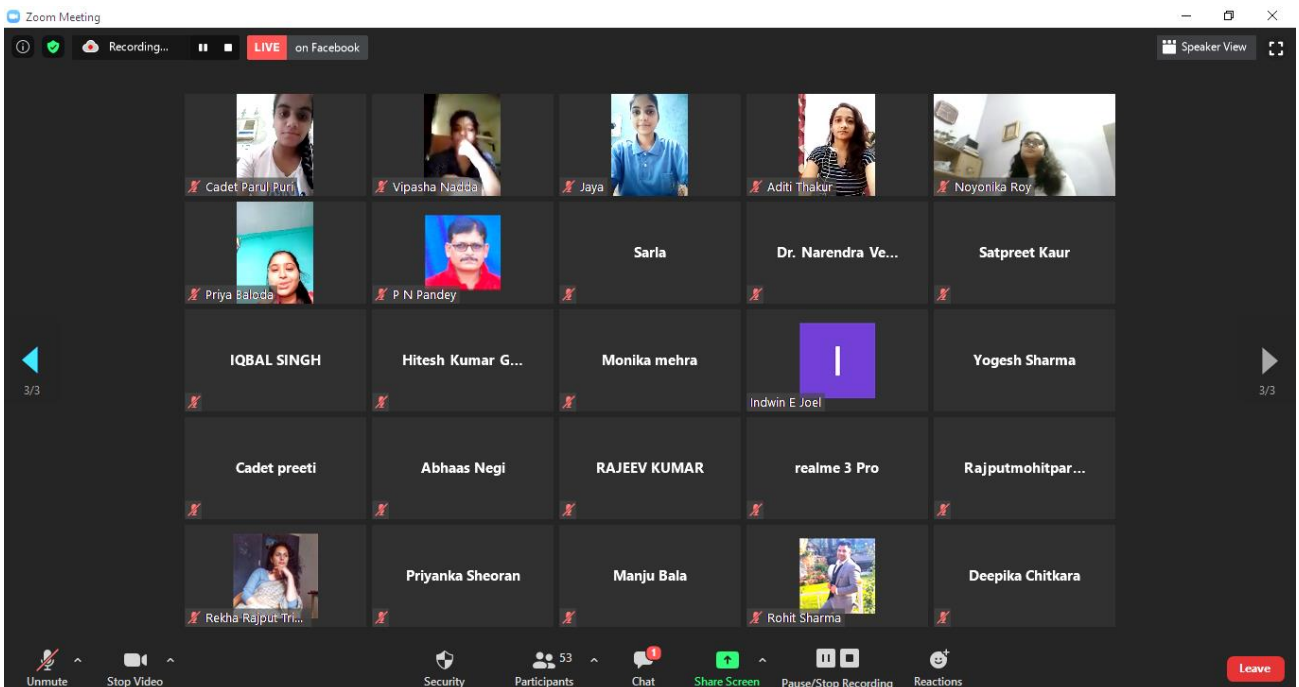 Zoom Meeting
Recording...
LIVE on Facebook
Speaker View
Cadet Parul Puri
Vipasha Nadda
Jaya
Aditi Thakur
Noyonika Roy
Priya Baloda
P N Pandey
Sarla
Dr. Narendra Ve...
Satpreet Kaur
IQBAL SINGH
Hitesh Kumar G...
Monika mehra
I
Indwin E Joel
Yogesh Sharma
3/3
3/3
Cadet preeti
Abhaas Negi
RAJEEV KUMAR
realme 3 Pro
Rajputmohitpar...
Rekha Rajput Tri...
Priyanka Sheoran
Manju Bala
Rohit Sharma
Deepika Chitkara
Unmute
Stop Video
Security
53
Participants
1
Chat
Share Screen
Pause/Stop Recording
Reactions
Leave